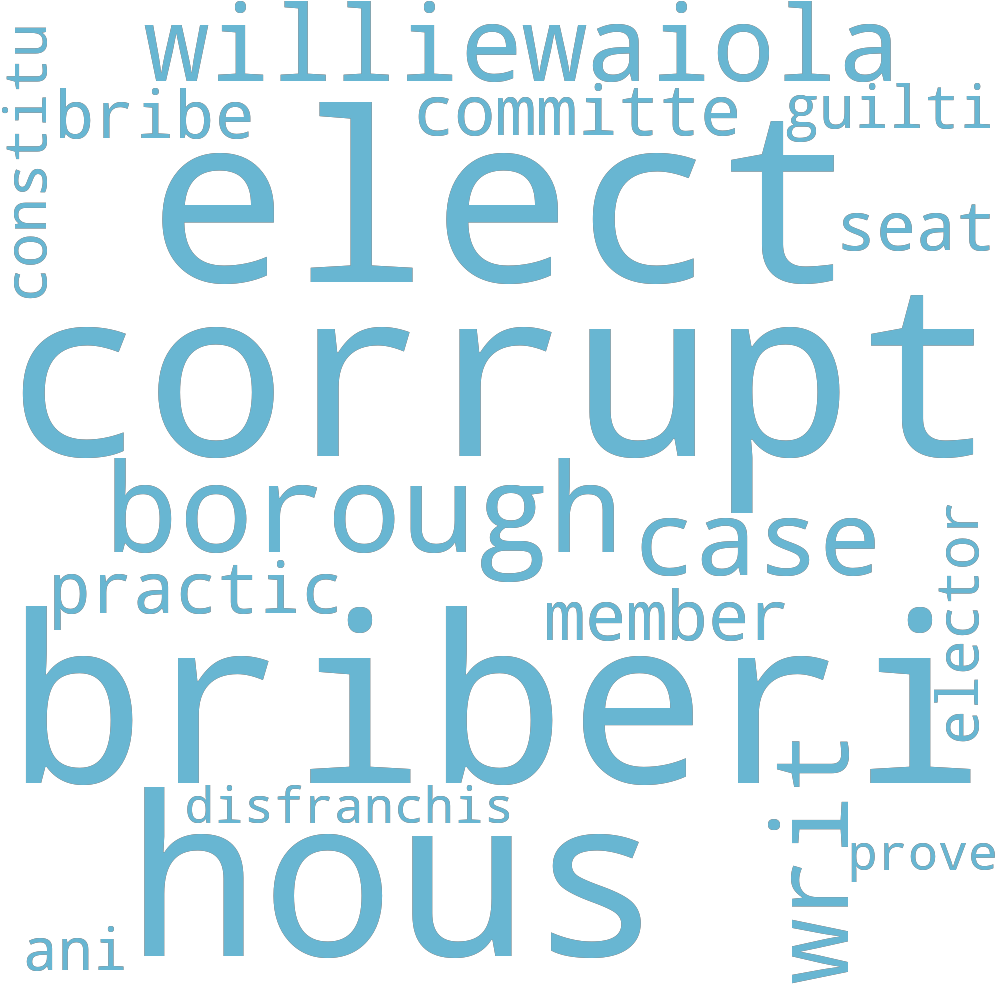 williewaiola
constitu
bribe
committe
guilti
elect
seat
corrupt
borough
case
elector
practic
member
briberi
writ
disfranchis
hous
prove
ani